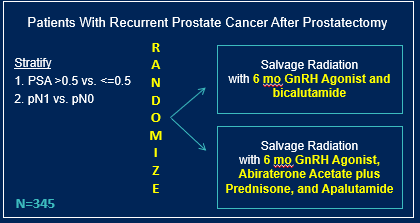 Patients With Recurrent Prostate Cancer After Prostatectomy
Stratify
1. PSA >0.5 vs. <=0.5
2. pN1 vs. pN0
R
A
N
D
O
M
I
Z
E
Salvage Radiation
with 6 mo GnRH Agonist and
bicalutamide
Salvage Radiation
with 6 mo GnRH Agonist,
Abiraterone Acetate plus
Prednisone, and Apalutamide
N=345